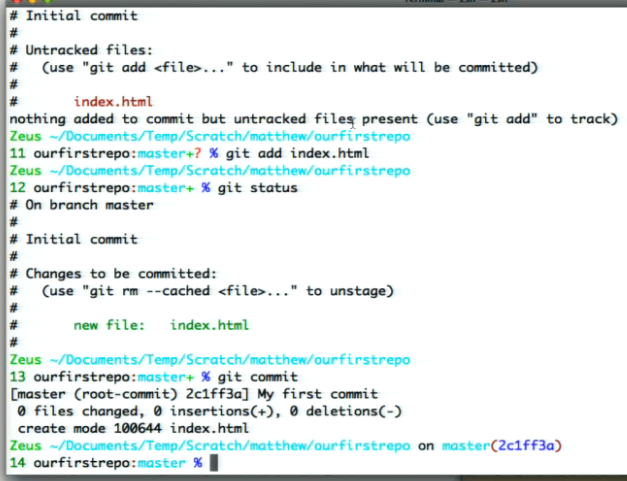 # Initial commit
#
# Untracked files:
#   (use "git add <file>..." to include in what will be committed)
#
#       index.html
nothing added to commit but untracked files present (use "git add" to track)
Zeus ~/Documents/Temp/Scratch/matthew/ourfirstrepo
11 ourfirstrepo:master+? % git add index.html
Zeus ~/Documents/Temp/Scratch/matthew/ourfirstrepo
12 ourfirstrepo:master+ % git status
# On branch master
#
# Initial commit
#
# Changes to be committed:
#   (use "git rm --cached <file>..." to unstage)
#
#       new file:   index.html
#
Zeus ~/Documents/Temp/Scratch/matthew/ourfirstrepo
13 ourfirstrepo:master+ % git commit
[master (root-commit) 2c1ff3a] My first commit
 0 files changed, 0 insertions(+), 0 deletions(-)
 create mode 100644 index.html
Zeus ~/Documents/Temp/Scratch/matthew/ourfirstrepo on master(2c1ff3a)
14 ourfirstrepo:master %